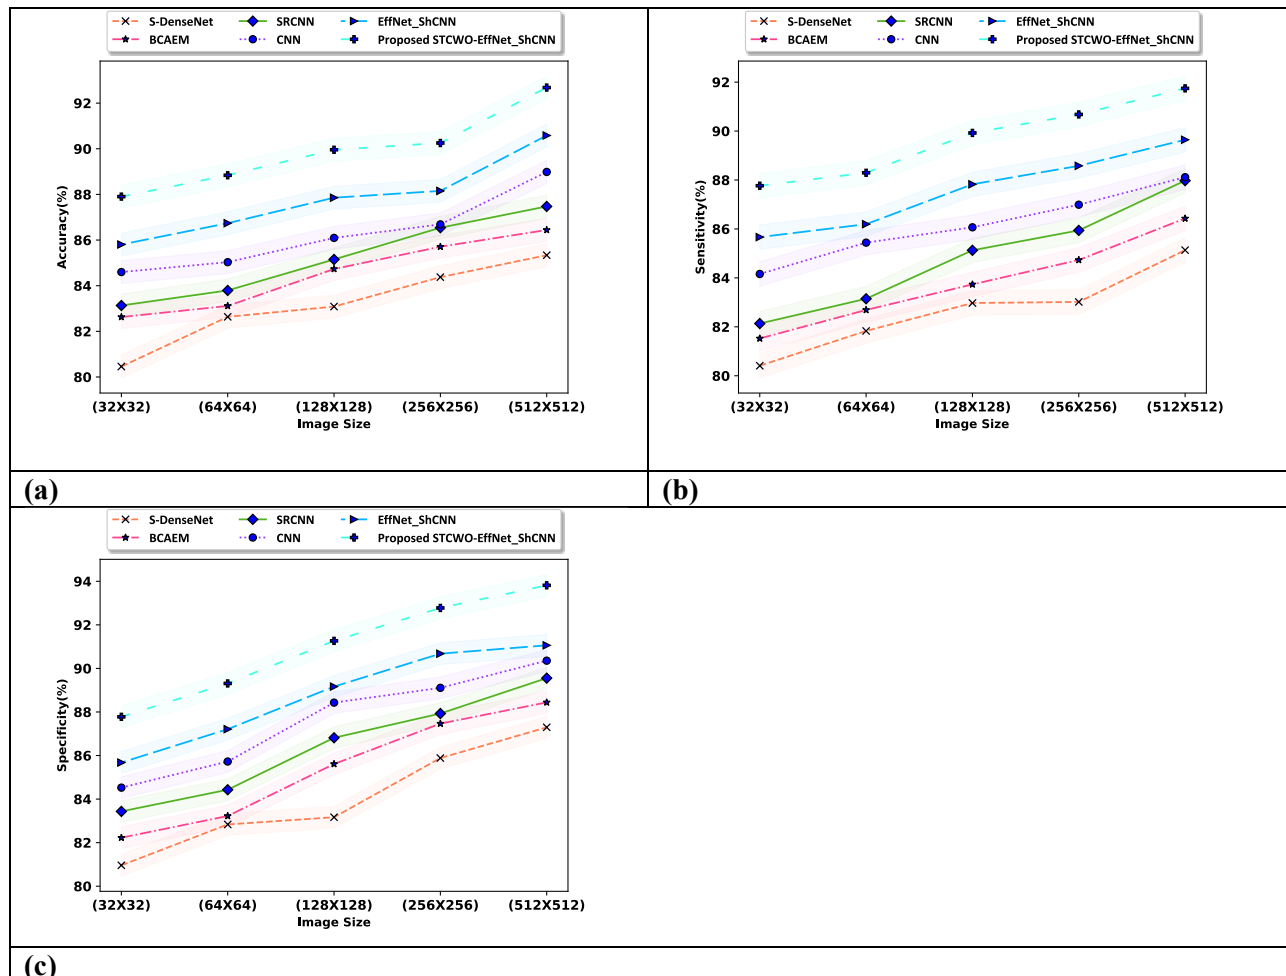 S-DenseNet SRCNN EffNet_ShCNN
BCAEM CNN Proposed STCWO-EffNet_ShCNN
Accuracy(%)
92
90
88
86
84
82
80
(32X32) (64X64) (128X128) (256X256) (512X512)
Image Size
(a)
S-DenseNet SRCNN EffNet_ShCNN
BCAEM CNN Proposed STCWO-EffNet_ShCNN
Sensitivity(%)
92
90
88
86
84
82
80
(32X32) (64X64) (128X128) (256X256) (512X512)
Image Size
(b)
S-DenseNet SRCNN EffNet_ShCNN
BCAEM CNN Proposed STCWO-EffNet_ShCNN
Specificity(%)
94
92
90
88
86
84
82
80
(32X32) (64X64) (128X128) (256X256) (512X512)
Image Size
(c)